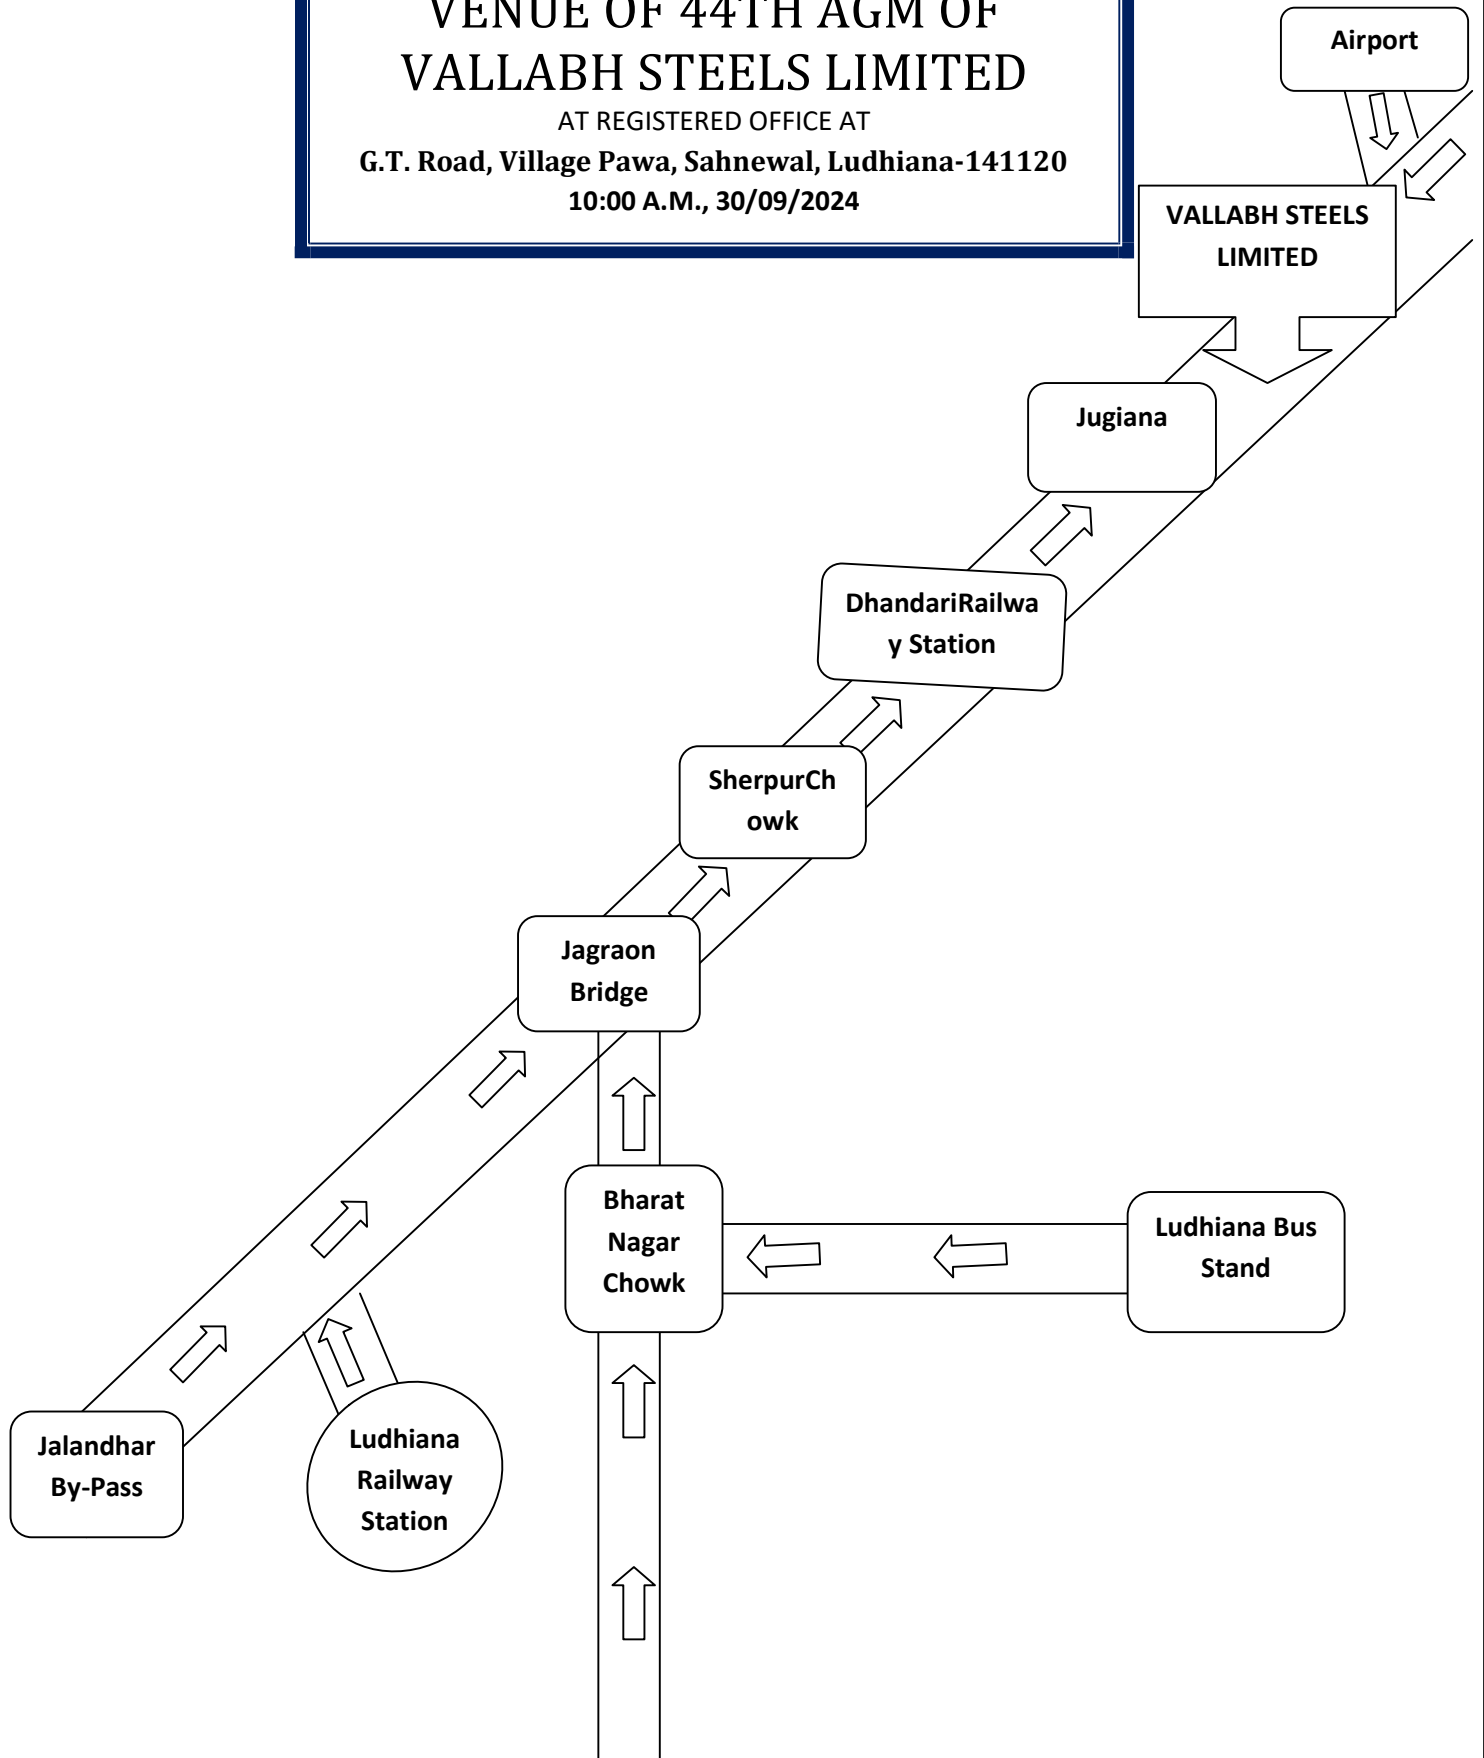 VENUE OF 44TH AGM OF
VALLABH STEELS LIMITED
AT REGISTERED OFFICE AT
G.T. Road, Village Pawa, Sahnewal, Ludhiana-141120
10:00 A.M., 30/09/2024
Airport
VALLABH STEELS
LIMITED
Jugiana
DhandariRailwa
y Station
SherpurCh
owk
Jagraon
Bridge
Bharat
Nagar
Chowk
Ludhiana Bus
Stand
Jalandhar
By-Pass
Ludhiana
Railway
Station